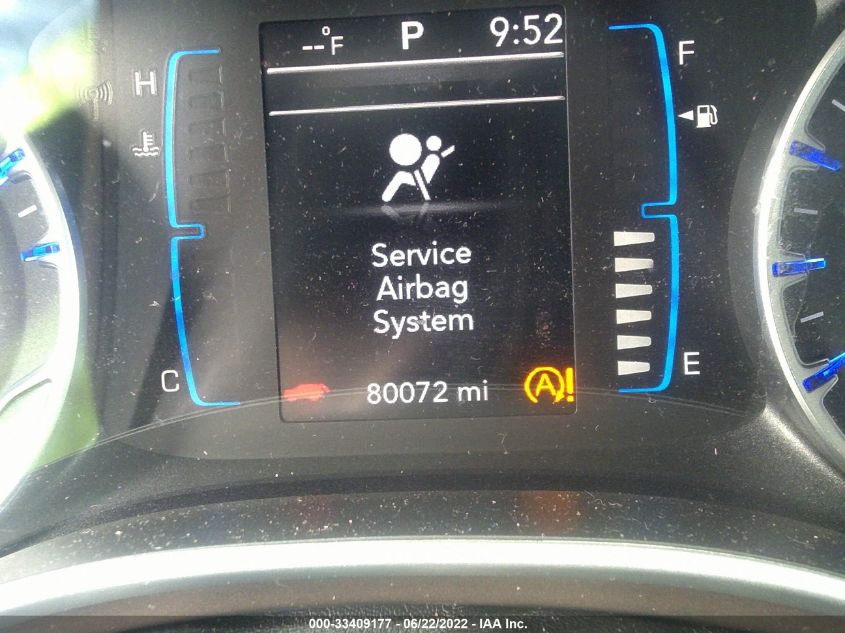 --°F P 9:52
H F
Service
Airbag
System
C 80072 mi A! E
000-33409177 - 06/22/2022 - IAA Inc.